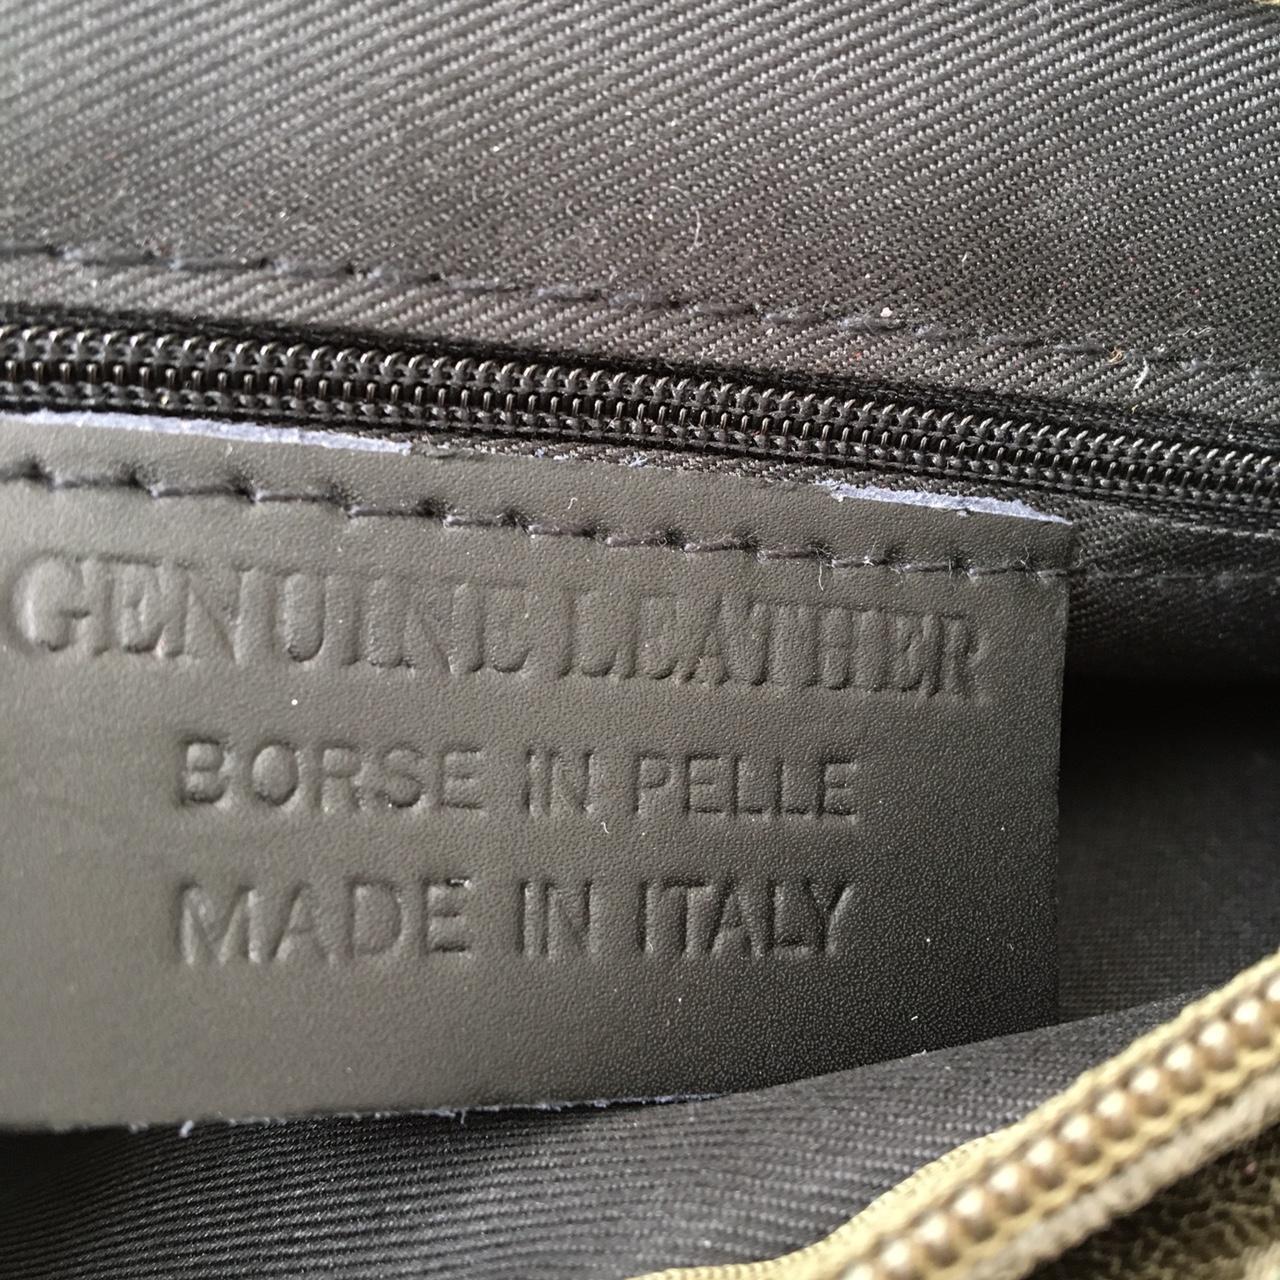 GENUINE LEATHER
BORSE IN PELLE
MADE IN ITALY